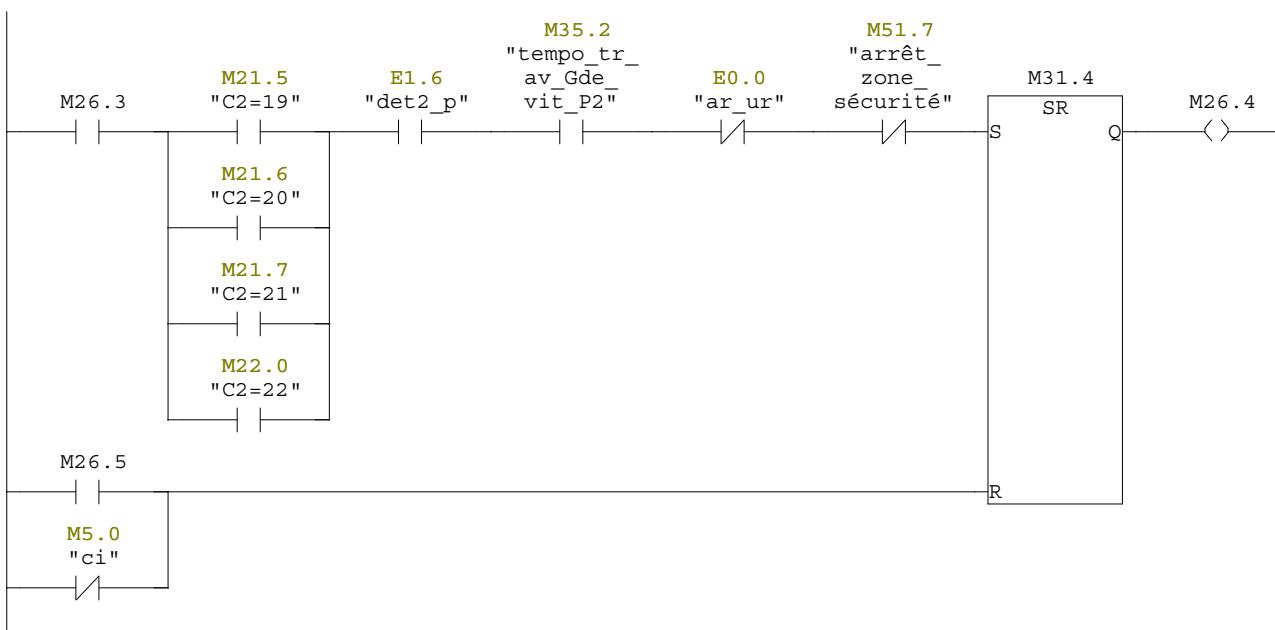 M35.2 M51.7
"tempo_tr_ "arrêt_
M21.5 E1.6 av_Gde_ E0.0 zone_ M31.4
M26.3 "C2=19" "det2_p" vit_P2" "ar_ur" sécurité" SR M26.4
S Q
M21.6
"C2=20"
M21.7
"C2=21"
M22.0
"C2=22"
M26.5
R
M5.0
"ci"